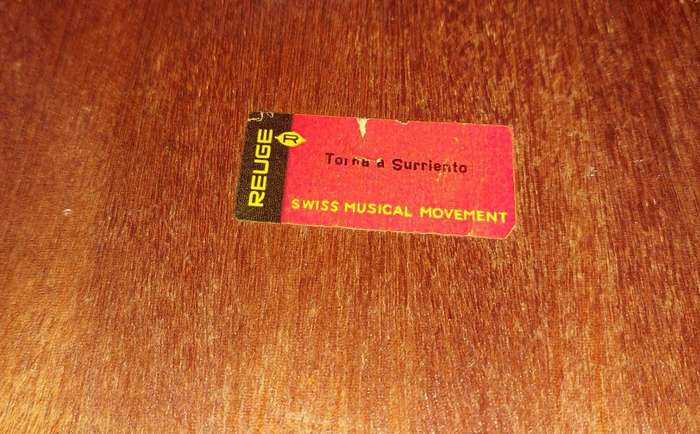 REUGE
R
Torna a Surriento
SWISS MUSICAL MOVEMENT